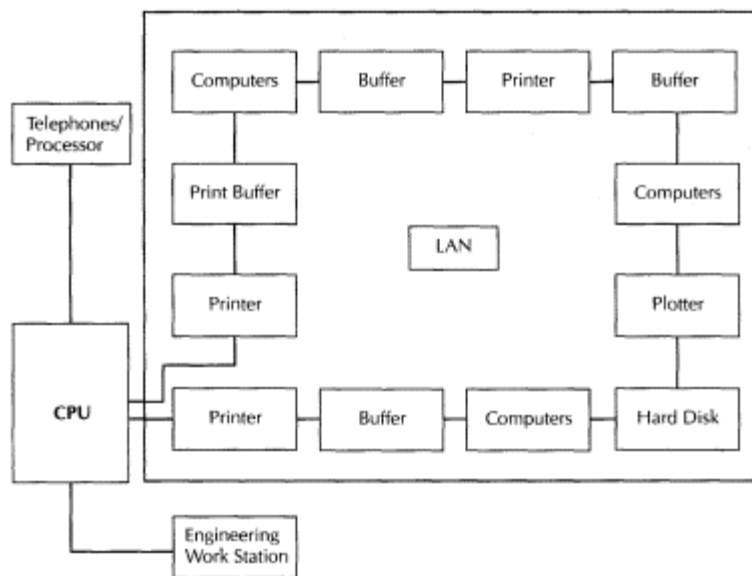 Computers
Buffer
Printer
Buffer
Telephones/
Processor
Print Buffer
Computers
LAN
Printer
Plotter
CPU
Printer
Buffer
Computers
Hard Disk
Engineering
Work Station